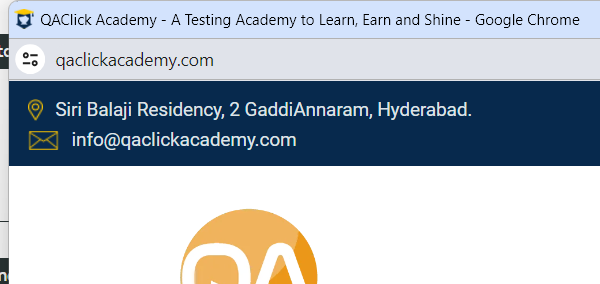 QAClick Academy - A Testing Academy to Learn, Earn and Shine - Google Chrome
qaclickacademy.com
Siri Balaji Residency, 2 GaddiAnnaram, Hyderabad.
info@qaclickacademy.com
QA